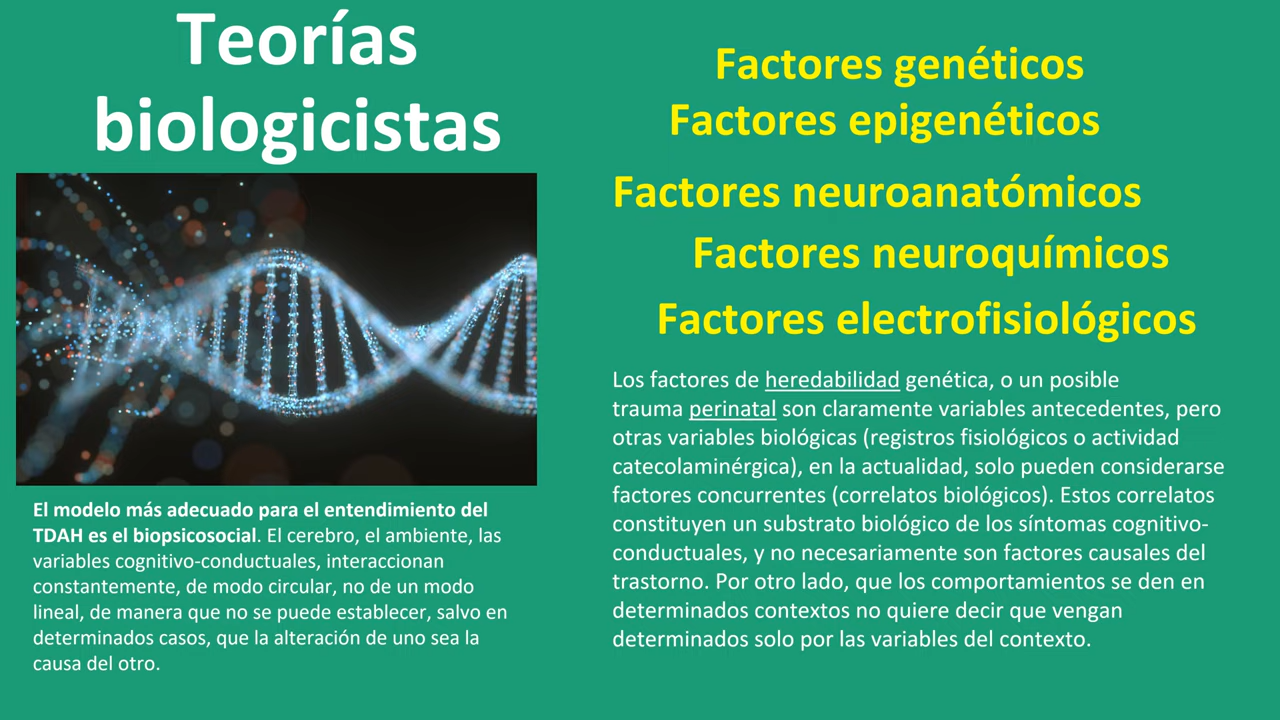 Teorías
biologicistas
El modelo más adecuado para el entendimiento del
TDAH es el biopsicosocial. El cerebro, el ambiente, las
variables cognitivo-conductuales, interaccionan
constantemente, de modo circular, no de un modo
lineal, de manera que no se puede establecer, salvo en
determinados casos, que la alteración de uno sea la
causa del otro.
Factores genéticos
Factores epigenéticos
Factores neuroanatómicos
Factores neuroquímicos
Factores electrofisiológicos
Los factores de heredabilidad genética, o un posible
trauma perinatal son claramente variables antecedentes, pero
otras variables biológicas (registros fisiológicos o actividad
catecolaminérgica), en la actualidad, solo pueden considerarse
factores concurrentes (correlatos biológicos). Estos correlatos
constituyen un substrato biológico de los síntomas cognitivo-
conductuales, y no necesariamente son factores causales del
trastorno. Por otro lado, que los comportamientos se den en
determinados contextos no quiere decir que vengan
determinados solo por las variables del contexto.